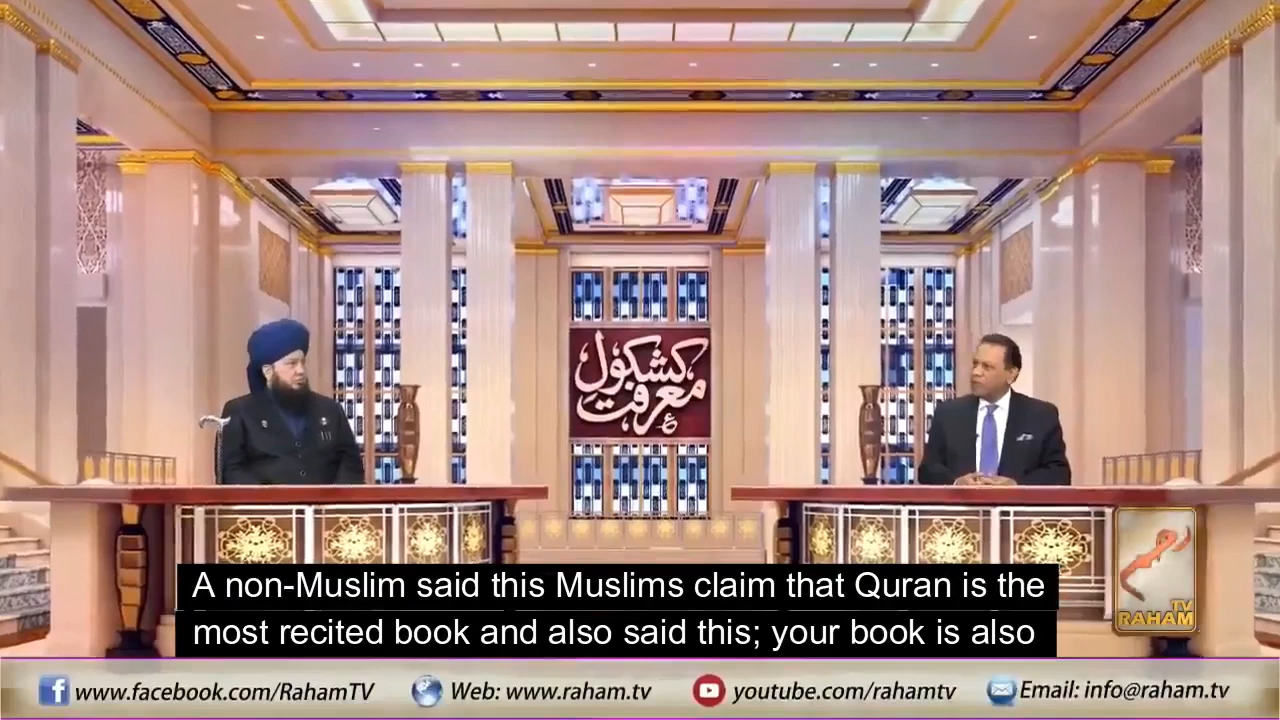 کشکولِ
معرفت
A non-Muslim said this Muslims claim that Quran is the
most recited book and also said this; your book is also
TV
RAHAM
www.facebook.com/RahamTV
Web: www.raham.tv
youtube.com/rahamtv
Email: info@raham.tv